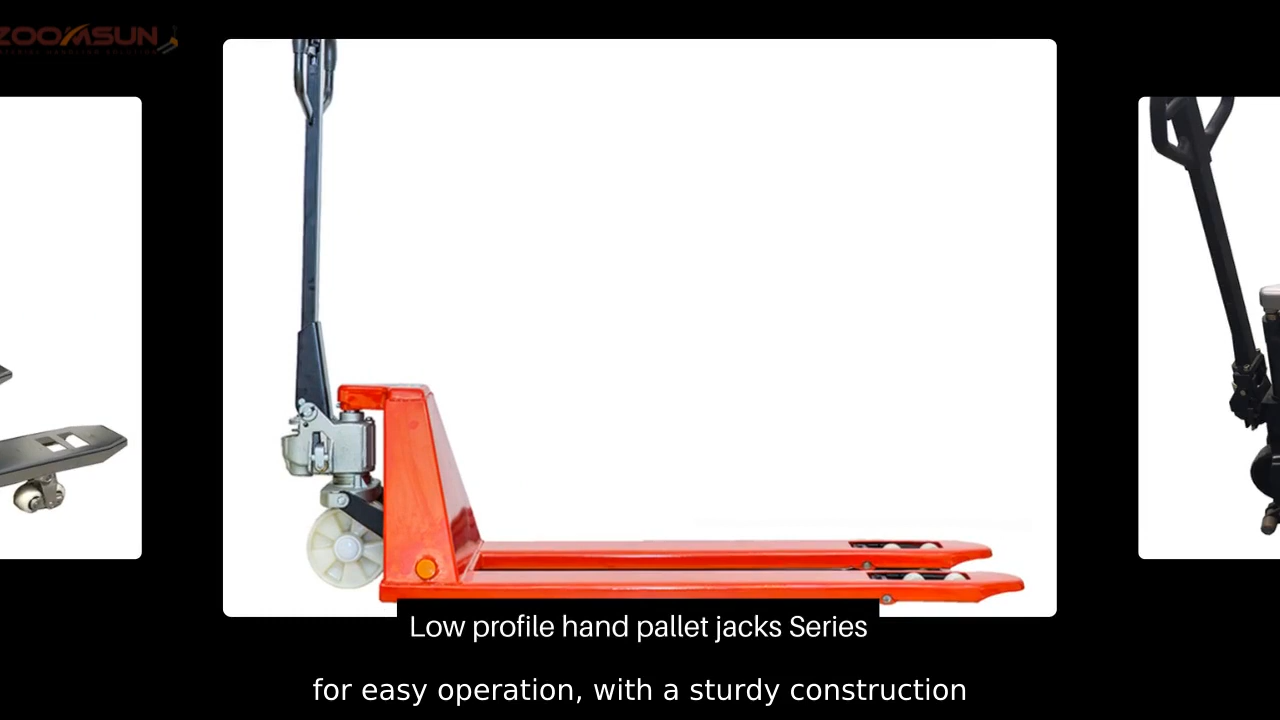 ZOOMSUN
Low profile hand pallet jacks Series
for easy operation, with a sturdy construction